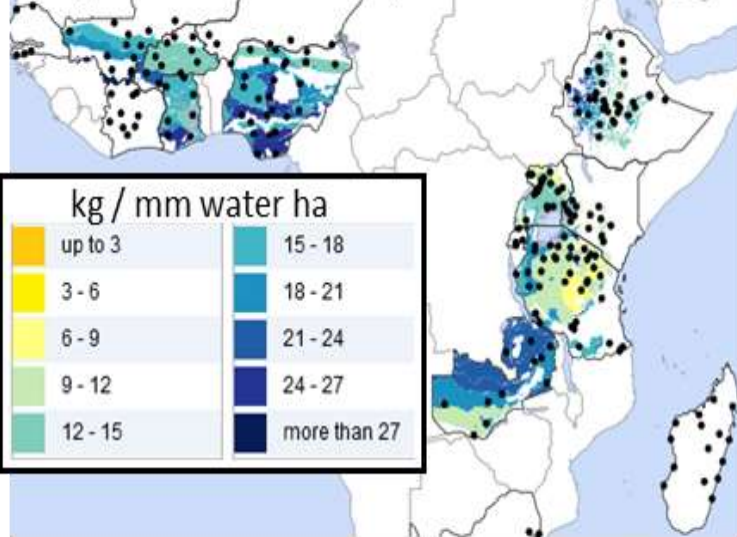 kg / mm water ha
up to 3
3 - 6
6 - 9
9 - 12
12 - 15
15 - 18
18 - 21
21 - 24
24 - 27
more than 27